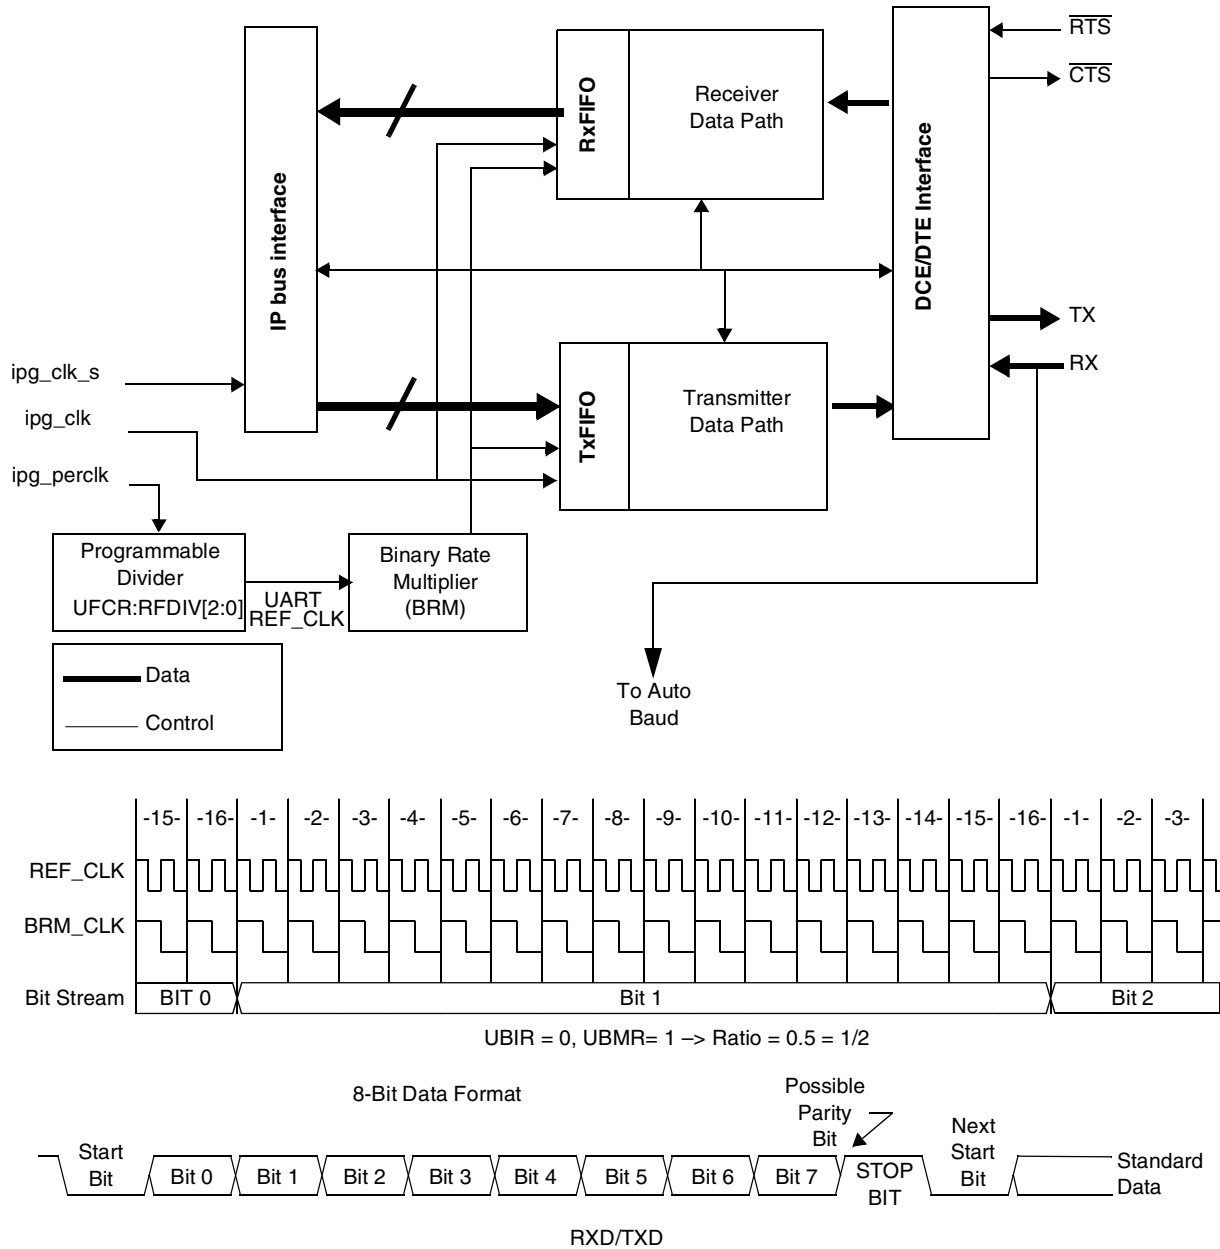 RTS
CTS
RxFIFO
Receiver
Data Path
IP bus interface
DCE/DTE Interface
TX
RX
ipg_clk_s
ipg_clk
ipg_perclk
TxFIFO
Transmitter
Data Path
Programmable
Divider
UFCR:RFDIV[2:0]
UART
REF_CLK
Binary Rate
Multiplier
(BRM)
Data
Control
To Auto
Baud
-15- -16- -1- -2- -3- -4- -5- -6- -7- -8- -9- -10- -11- -12- -13- -14- -15- -16- -1- -2- -3-
REF_CLK
BRM_CLK
Bit Stream BIT 0 Bit 1 Bit 2
UBIR = 0, UBMR= 1 –> Ratio = 0.5 = 1/2
8-Bit Data Format
Possible
Parity
Bit
Start
Bit
Bit 0 Bit 1 Bit 2 Bit 3 Bit 4 Bit 5 Bit 6 Bit 7
STOP
BIT
Next
Start
Bit
Standard
Data
RXD/TXD